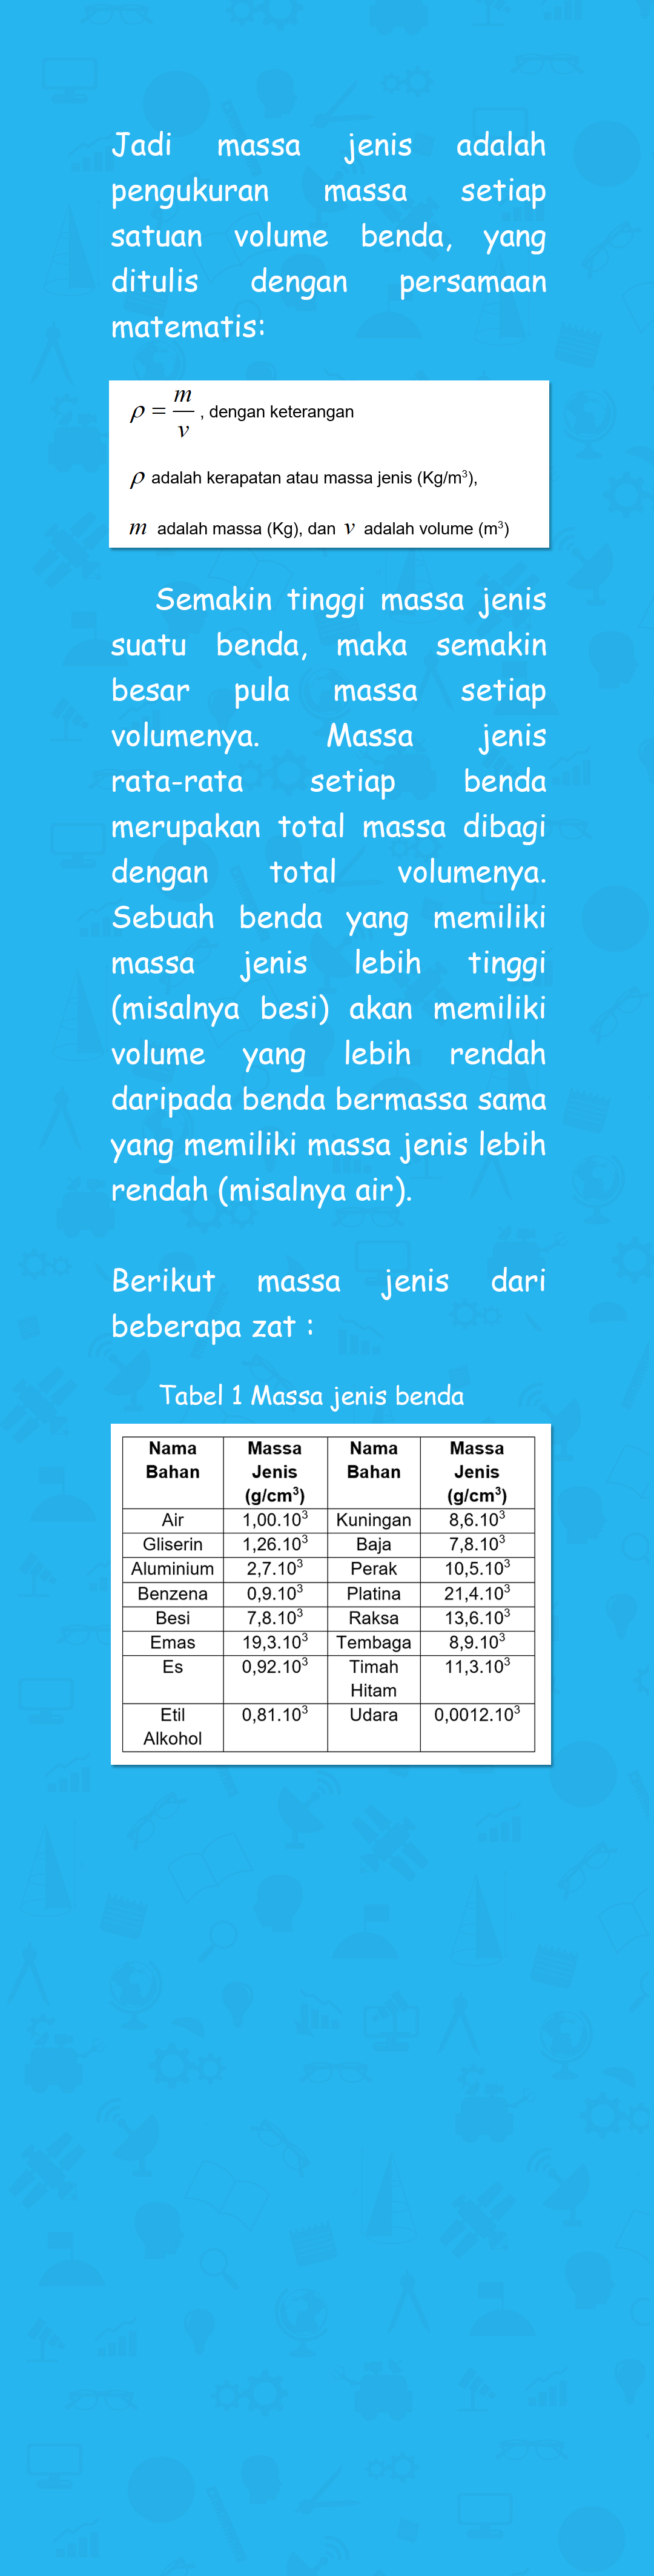 Jadi massa jenis adalah
pengukuran massa setiap
satuan volume benda, yang
ditulis dengan persamaan
matematis:
ρ = m/v , dengan keterangan
ρ adalah kerapatan atau massa jenis (Kg/m³),
m adalah massa (Kg), dan v adalah volume (m³)
Semakin tinggi massa jenis
suatu benda, maka semakin
besar pula massa setiap
volumenya. Massa jenis
rata-rata setiap benda
merupakan total massa dibagi
dengan total volumenya.
Sebuah benda yang memiliki
massa jenis lebih tinggi
(misalnya besi) akan memiliki
volume yang lebih rendah
daripada benda bermassa sama
yang memiliki massa jenis lebih
rendah (misalnya air).
Berikut massa jenis dari
beberapa zat :
Tabel 1 Massa jenis benda
Nama Massa Nama Massa
Bahan Jenis Bahan Jenis
(g/cm³) (g/cm³)
Air 1,00.10³ Kuningan 8,6.10³
Gliserin 1,26.10³ Baja 7,8.10³
Aluminium 2,7.10³ Perak 10,5.10³
Benzena 0,9.10³ Platina 21,4.10³
Besi 7,8.10³ Raksa 13,6.10³
Emas 19,3.10³ Tembaga 8,9.10³
Es 0,92.10³ Timah 11,3.10³
Hitam
Etil 0,81.10³ Udara 0,0012.10³
Alkohol